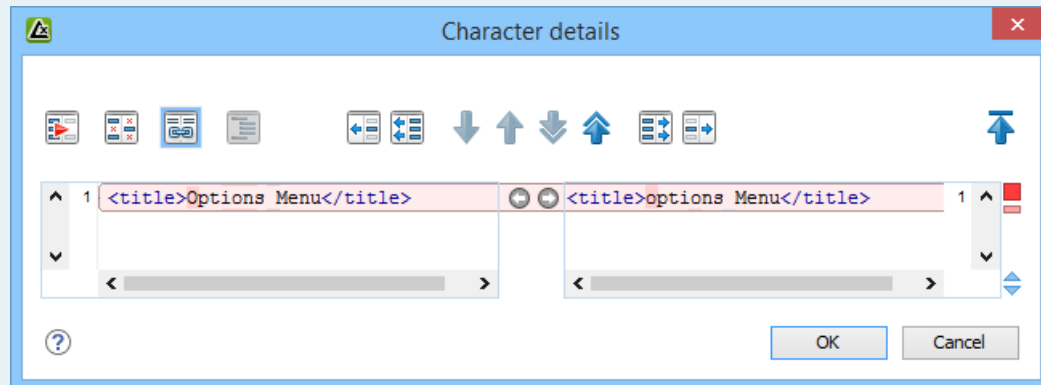 Character details
1 <title>Options Menu</title> <title>options Menu</title> 1
OK Cancel